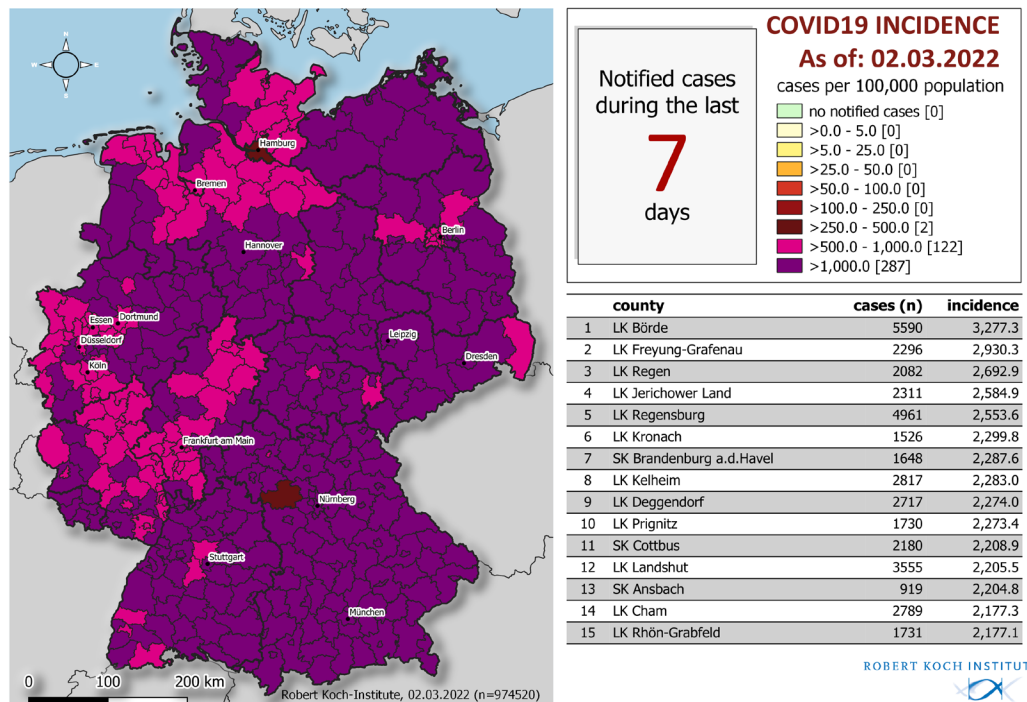 N
W
E
S
Hamburg
Bremen
Berlin
Hannover
Essen
Dortmund
Düsseldorf
Leipzig
Dresden
Köln
Frankfurt am Main
Nürnberg
Stuttgart
München
0 100 200 km
Robert Koch-Institute, 02.03.2022 (n=974520)
Notified cases
during the last
7
days
COVID19 INCIDENCE
As of: 02.03.2022
cases per 100,000 population
no notified cases [0]
>0.0 - 5.0 [0]
>5.0 - 25.0 [0]
>25.0 - 50.0 [0]
>50.0 - 100.0 [0]
>100.0 - 250.0 [0]
>250.0 - 500.0 [2]
>500.0 - 1,000.0 [122]
>1,000.0 [287]
county cases (n) incidence
1 LK Börde 5590 3,277.3
2 LK Freyung-Grafenau 2296 2,930.3
3 LK Regen 2082 2,692.9
4 LK Jerichower Land 2311 2,584.9
5 LK Regensburg 4961 2,553.6
6 LK Kronach 1526 2,299.8
7 SK Brandenburg a.d.Havel 1648 2,287.6
8 LK Kelheim 2817 2,283.0
9 LK Deggendorf 2717 2,274.0
10 LK Prignitz 1730 2,273.4
11 SK Cottbus 2180 2,208.9
12 LK Landshut 3555 2,205.5
13 SK Ansbach 919 2,204.8
14 LK Cham 2789 2,177.3
15 LK Rhön-Grabfeld 1731 2,177.1
ROBERT KOCH INSTITUT